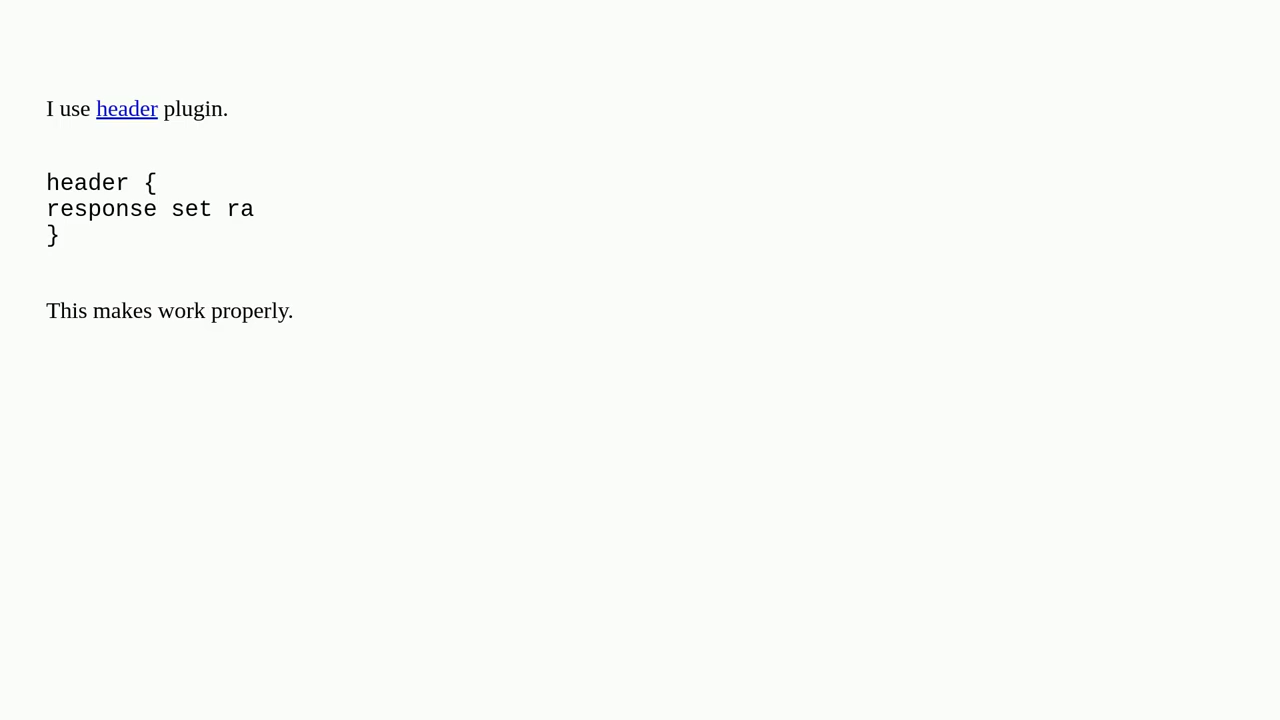 I use header plugin.
header {
response set ra
}
This makes work properly.